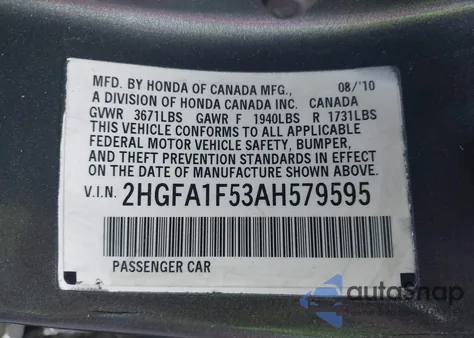 MFD. BY HONDA OF CANADA MFG., 08/'10
A DIVISION OF HONDA CANADA INC. CANADA
GVWR 3671LBS GAWR F 1940LBS R 1731LBS
THIS VEHICLE CONFORMS TO ALL APPLICABLE
FEDERAL MOTOR VEHICLE SAFETY, BUMPER,
AND THEFT PREVENTION STANDARDS IN EFFECT
ON THE DATE OF MANUFACTURE SHOWN ABOVE.
V.I.N. 2HGFA1F53AH579595
PASSENGER CAR
autosnap